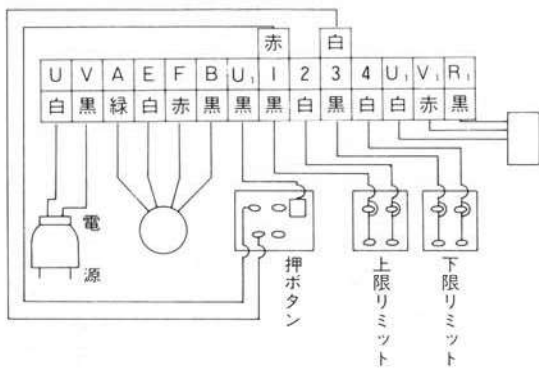 赤 白
U V A E F B U₁ 1 2 3 4 U₁ V₁ R₁
白 黒 緑 白 赤 黒 黒 黒 白 黒 白 白 赤 黒
電源
押ボタン
上限リミット
下限リミット